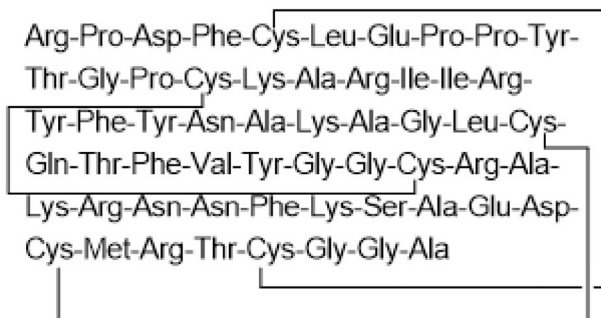 Arg-Pro-Asp-Phe-Cys-Leu-Glu-Pro-Pro-Tyr-
Thr-Gly-Pro-Cys-Lys-Ala-Arg-Ile-Ile-Arg-
Tyr-Phe-Tyr-Asn-Ala-Lys-Ala-Gly-Leu-Cys-
Gln-Thr-Phe-Val-Tyr-Gly-Gly-Cys-Arg-Ala-
Lys-Arg-Asn-Asn-Phe-Lys-Ser-Ala-Glu-Asp-
Cys-Met-Arg-Thr-Cys-Gly-Gly-Ala